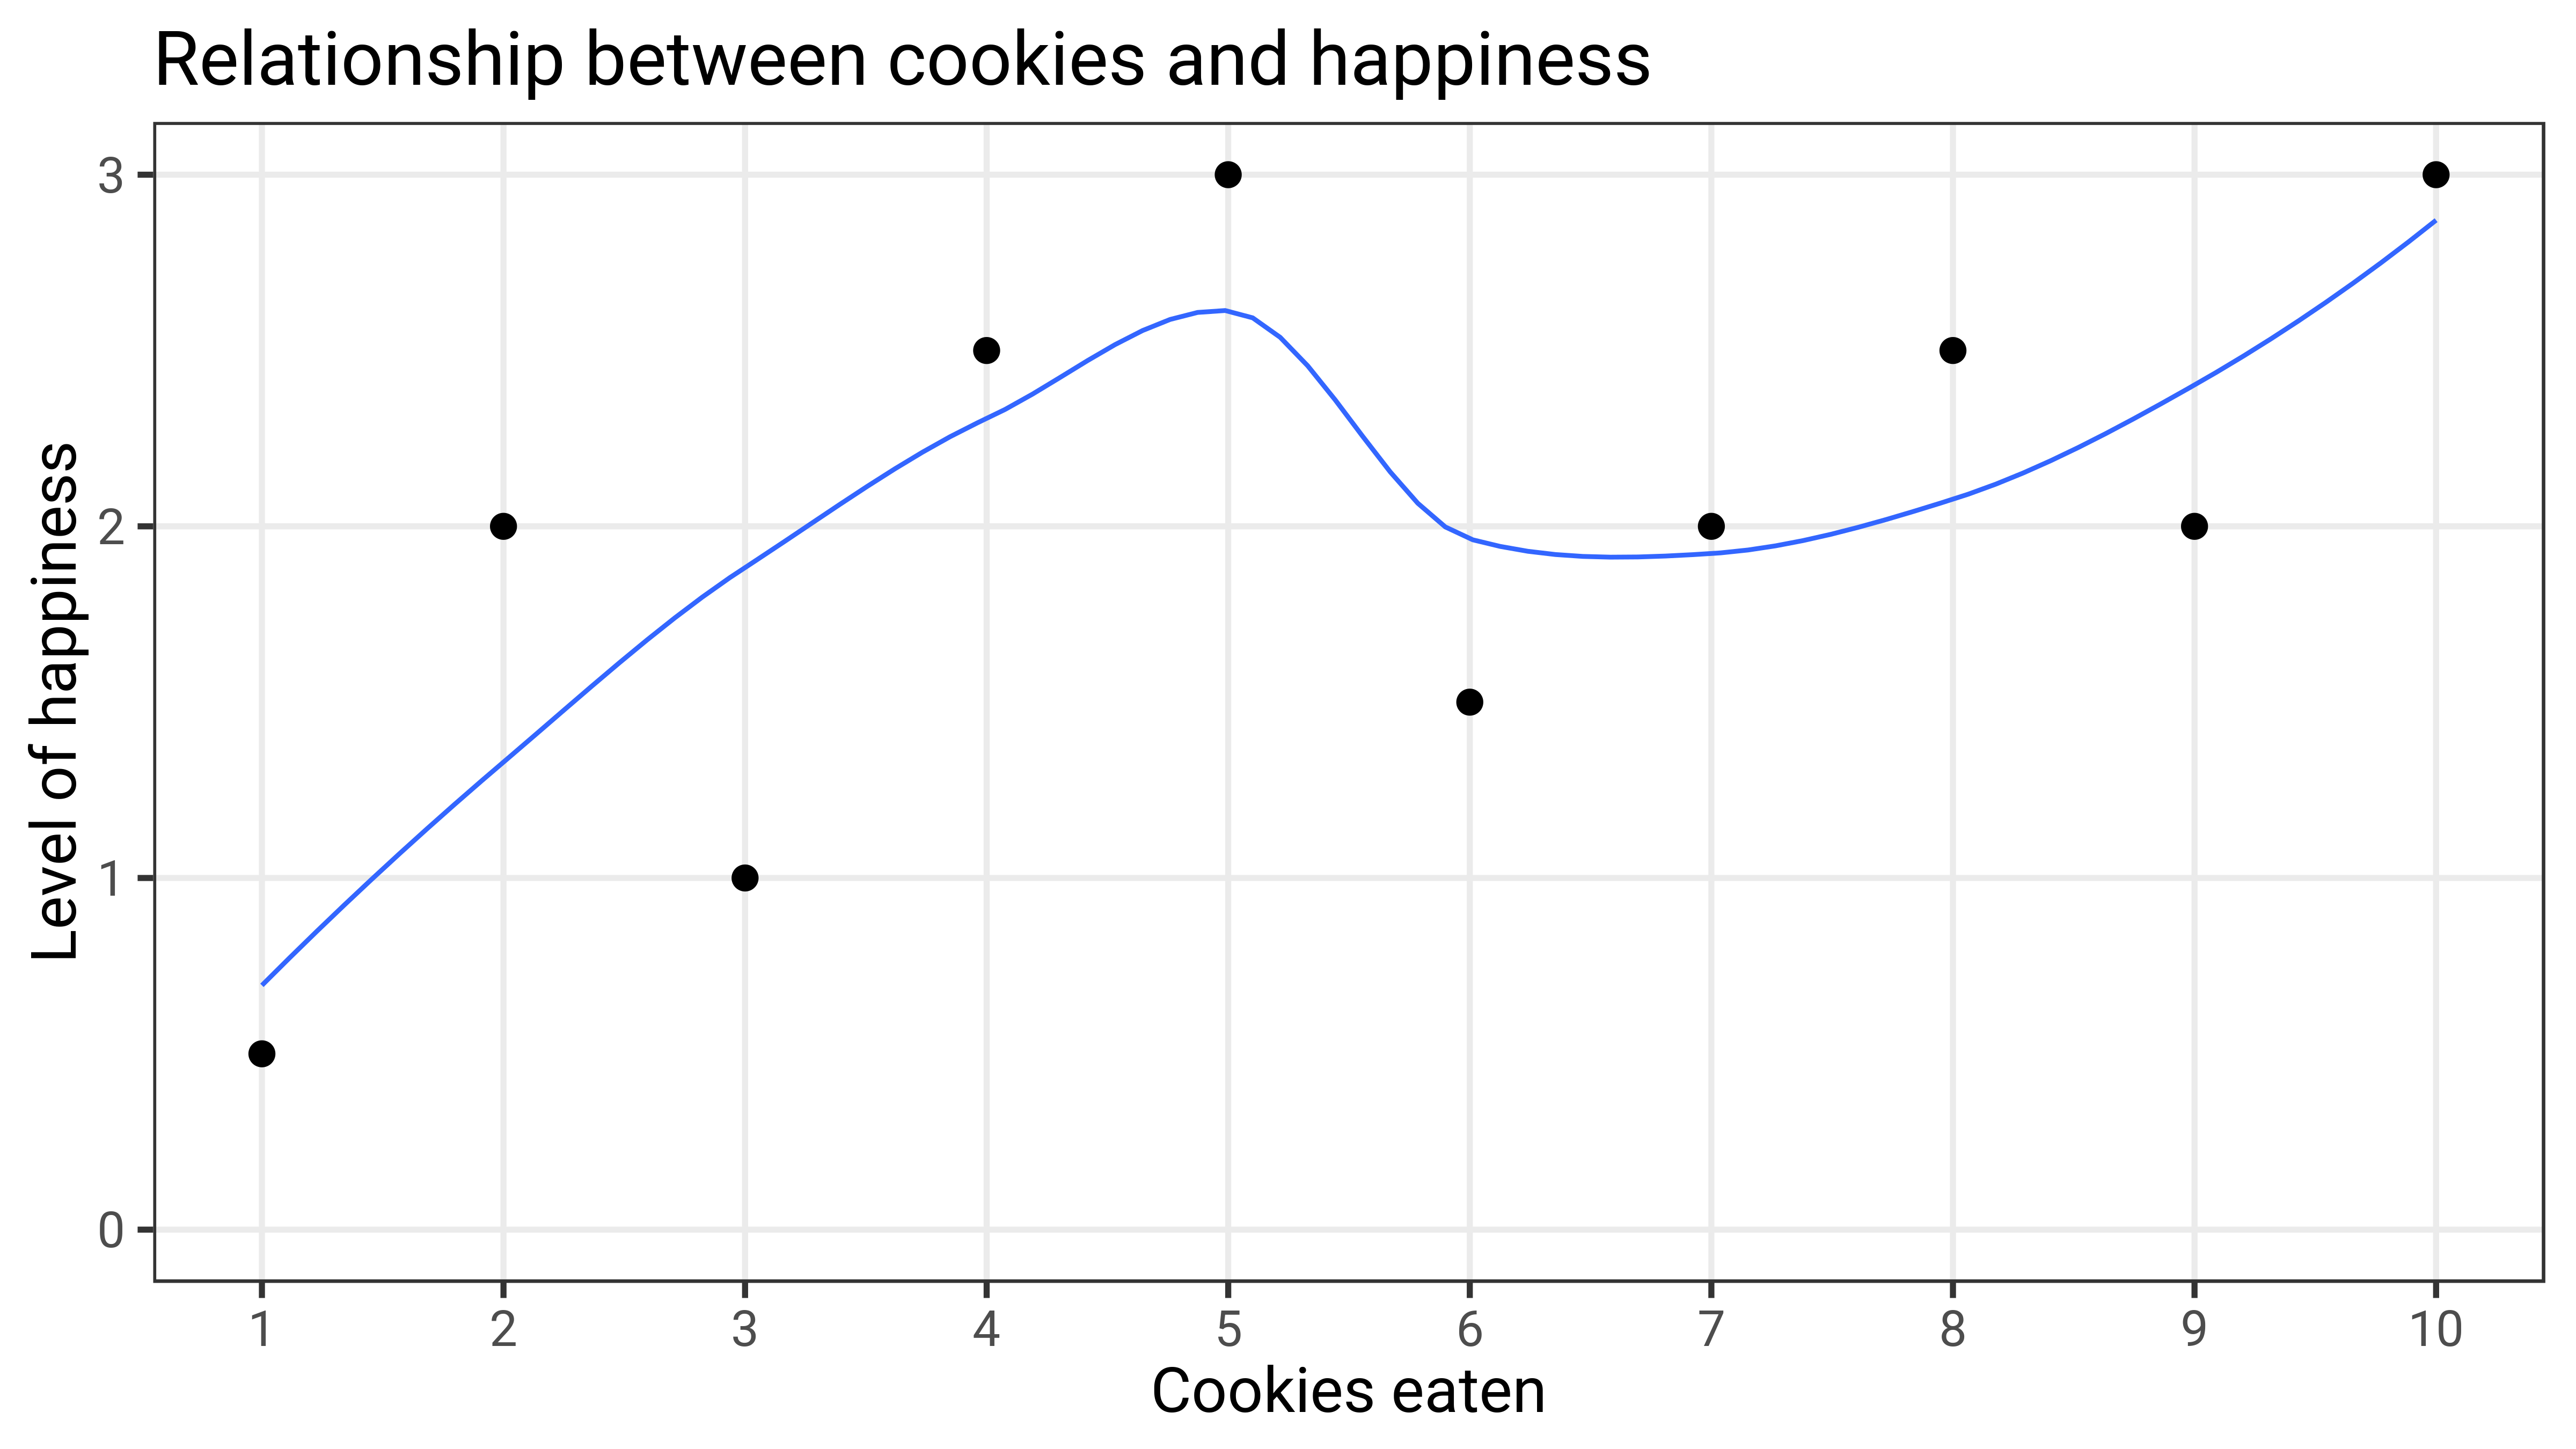 Relationship between cookies and happiness
Level of happiness
3
2
1
0
1 2 3 4 5 6 7 8 9 10
Cookies eaten